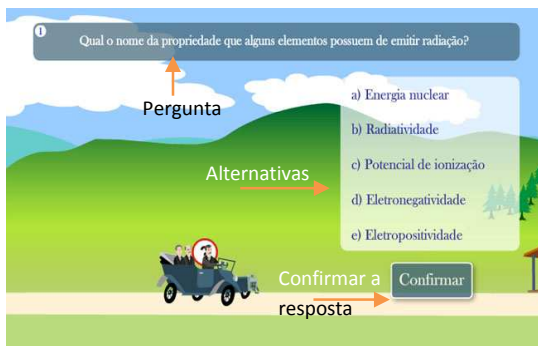 1
Qual o nome da propriedade que alguns elementos possuem de emitir radiação?
Pergunta
a) Energia nuclear
b) Radiatividade
Alternativas
c) Potencial de ionização
d) Eletronegatividade
e) Eletropositividade
Confirmar a
resposta
Confirmar